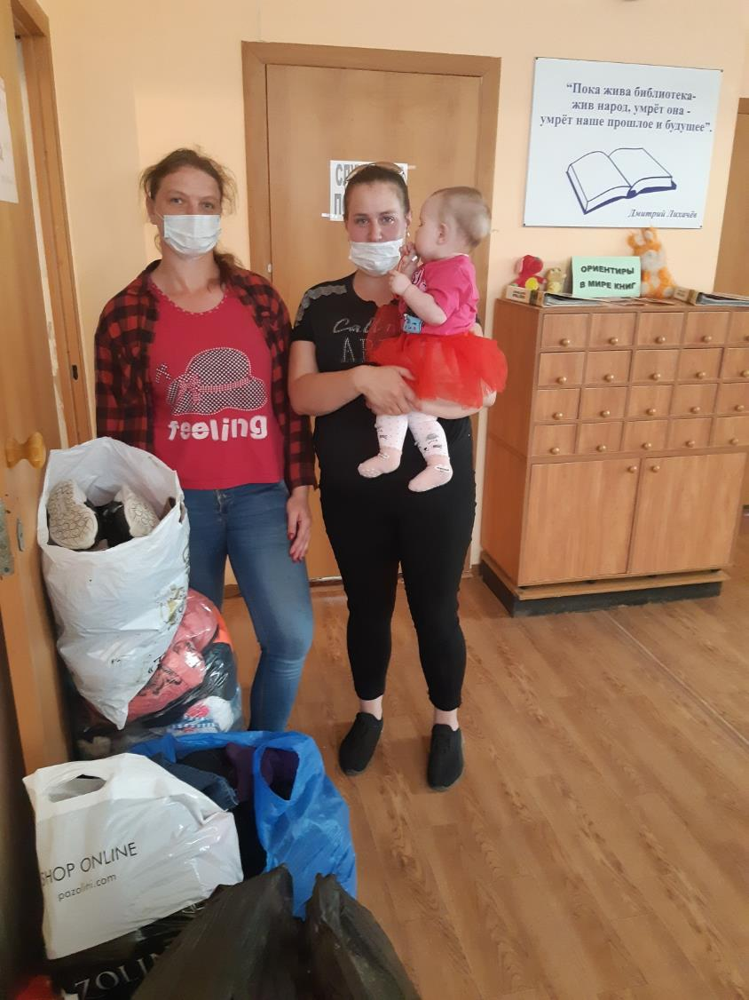 “Пока жива библиотека-
жив народ, умрёт она -
умрёт наше прошлое и будущее”.
Дмитрий Лихачёв
ОРИЕНТИРЫ
В МИРЕ КНИГ
feeling
SHOP ONLINE
pazolini.com